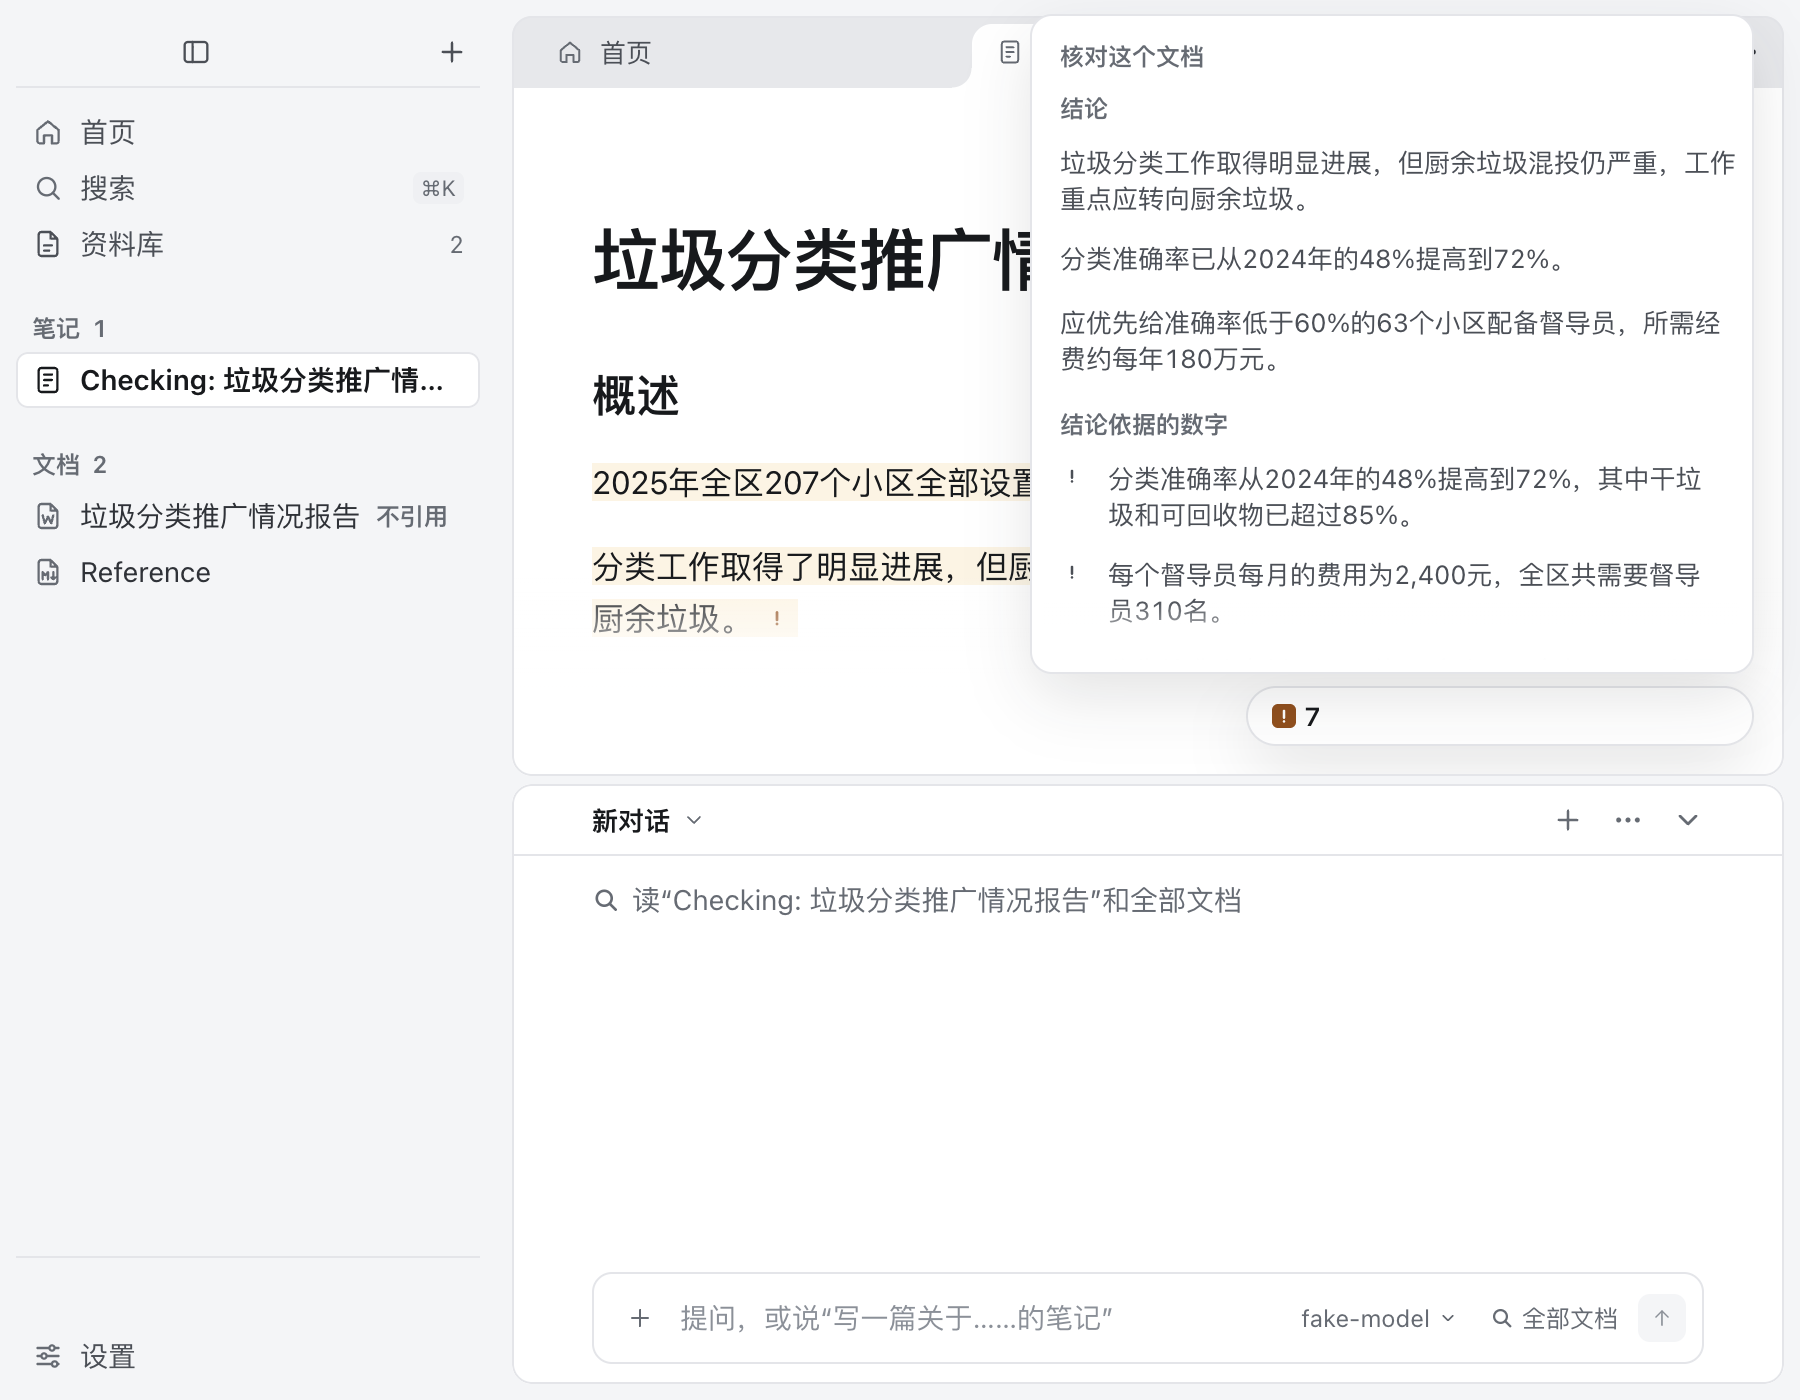 首页
搜索 ⌘K
资料库 2
笔记 1
Checking: 垃圾分类推广情...
文档 2
垃圾分类推广情况报告 不引用
Reference
设置
首页
垃圾分类推广
概述
2025年全区207个小区全部设置
分类工作取得了明显进展，但厨
厨余垃圾。 !
核对这个文档
结论
垃圾分类工作取得明显进展，但厨余垃圾混投仍严重，工作
重点应转向厨余垃圾。
分类准确率已从2024年的48%提高到72%。
应优先给准确率低于60%的63个小区配备督导员，所需经
费约每年180万元。
结论依据的数字
! 分类准确率从2024年的48%提高到72%，其中干垃
圾和可回收物已超过85%。
! 每个督导员每月的费用为2,400元，全区共需要督导
员310名。
! 7
新对话
读“Checking: 垃圾分类推广情况报告”和全部文档
提问，或说“写一篇关于……的笔记”
fake-model 全部文档